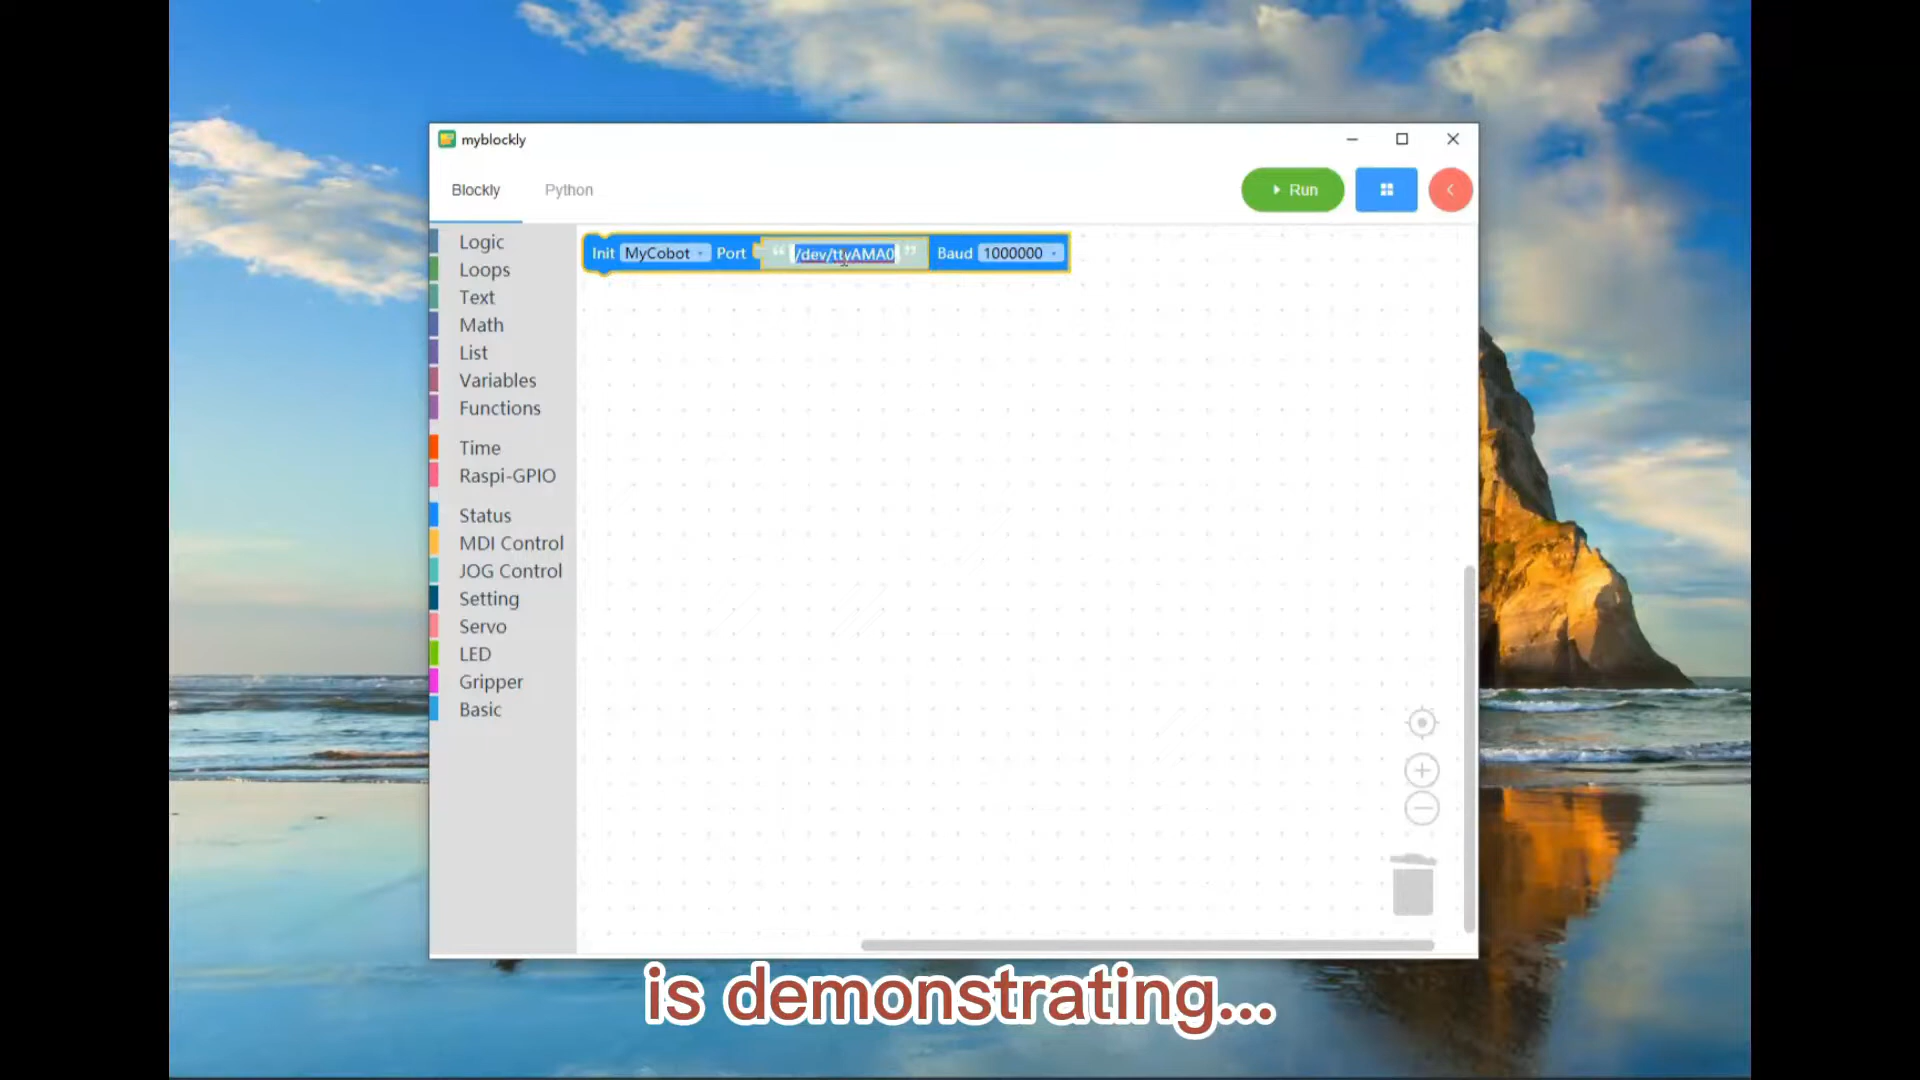 myblockly
Blockly Python Run
Init MyCobot Port “ /dev/ttyAMA0 ” Baud 1000000
Logic
Loops
Text
Math
List
Variables
Functions
Time
Raspi-GPIO
Status
MDI Control
JOG Control
Setting
Servo
LED
Gripper
Basic
is demonstrating...